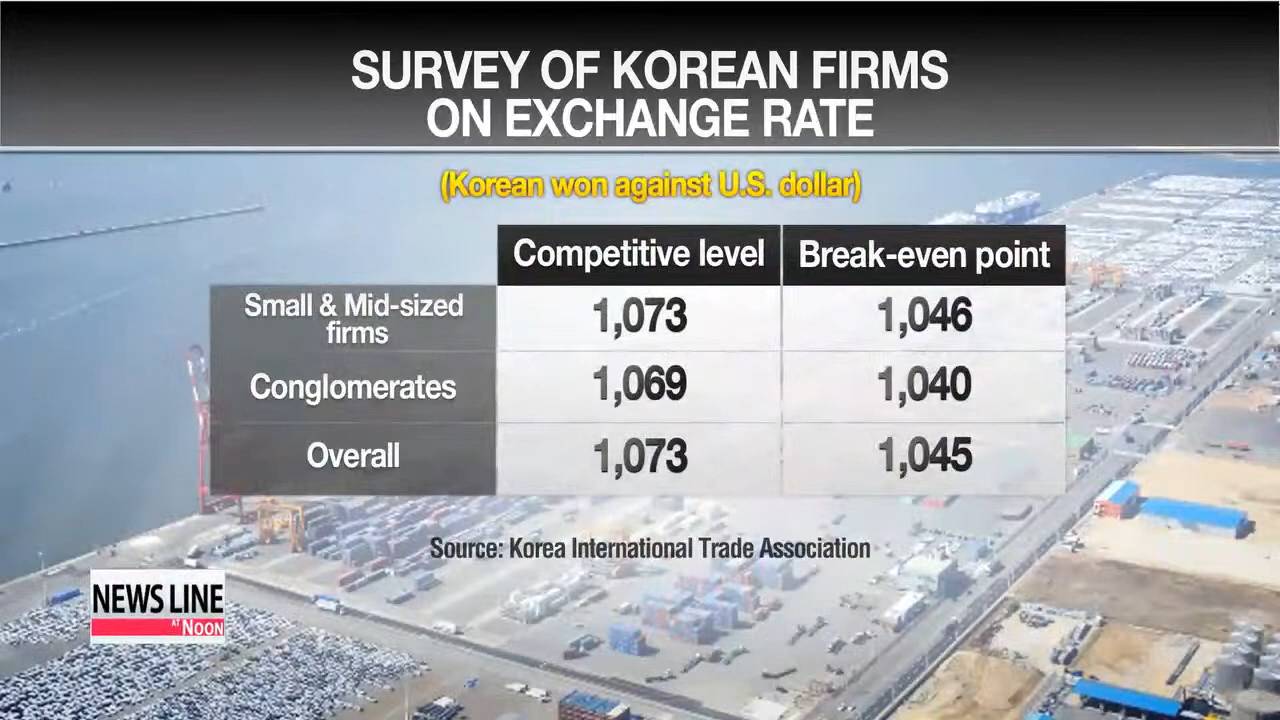 SURVEY OF KOREAN FIRMS
ON EXCHANGE RATE
(Korean won against U.S. dollar)
Competitive level Break-even point
Small & Mid-sized
firms 1,073 1,046
Conglomerates 1,069 1,040
Overall 1,073 1,045
Source: Korea International Trade Association
NEWS LINE
AT NOON